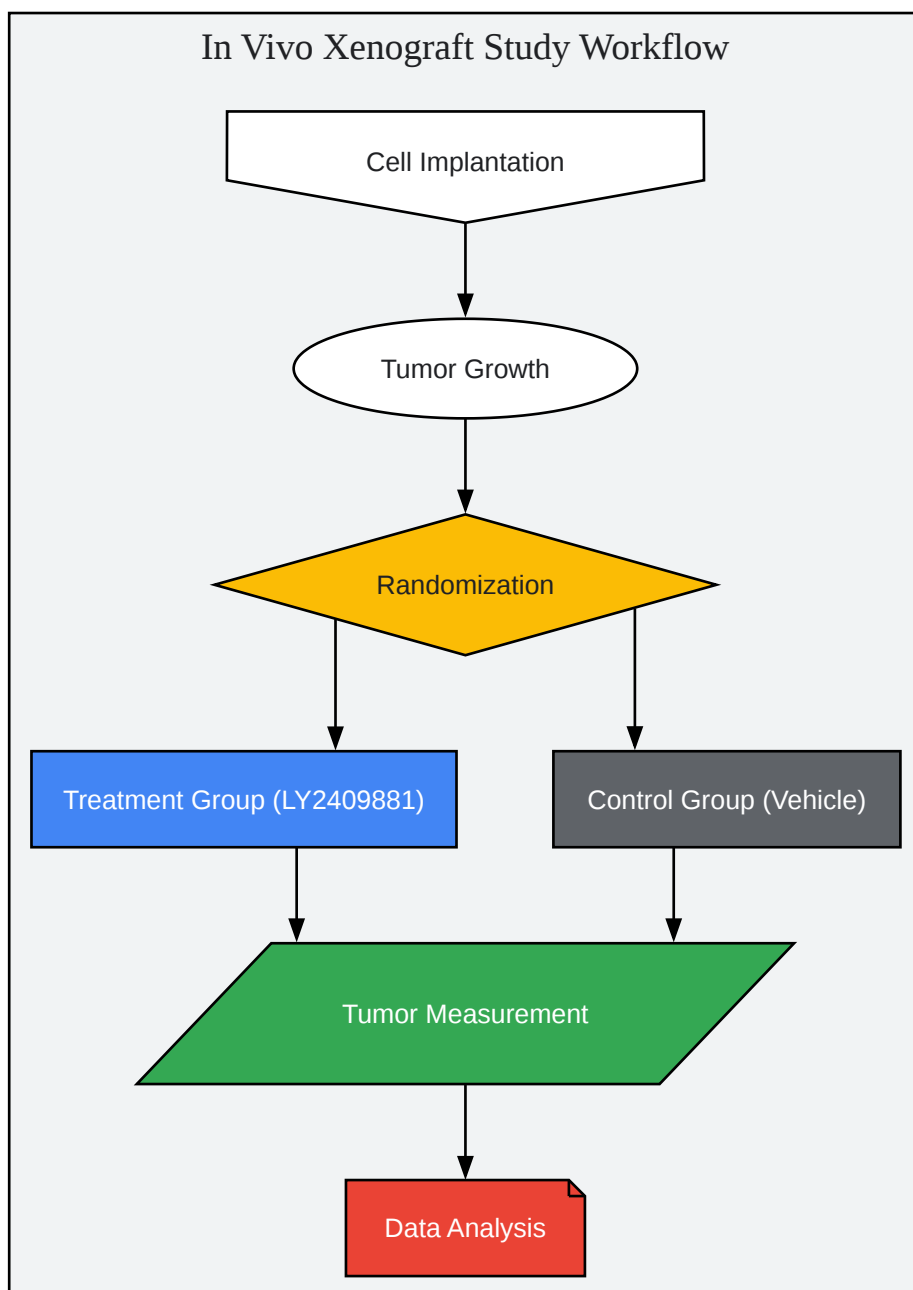 In Vivo Xenograft Study Workflow
Cell Implantation
Tumor Growth
Randomization
Treatment Group (LY2409881)
Control Group (Vehicle)
Tumor Measurement
Data Analysis